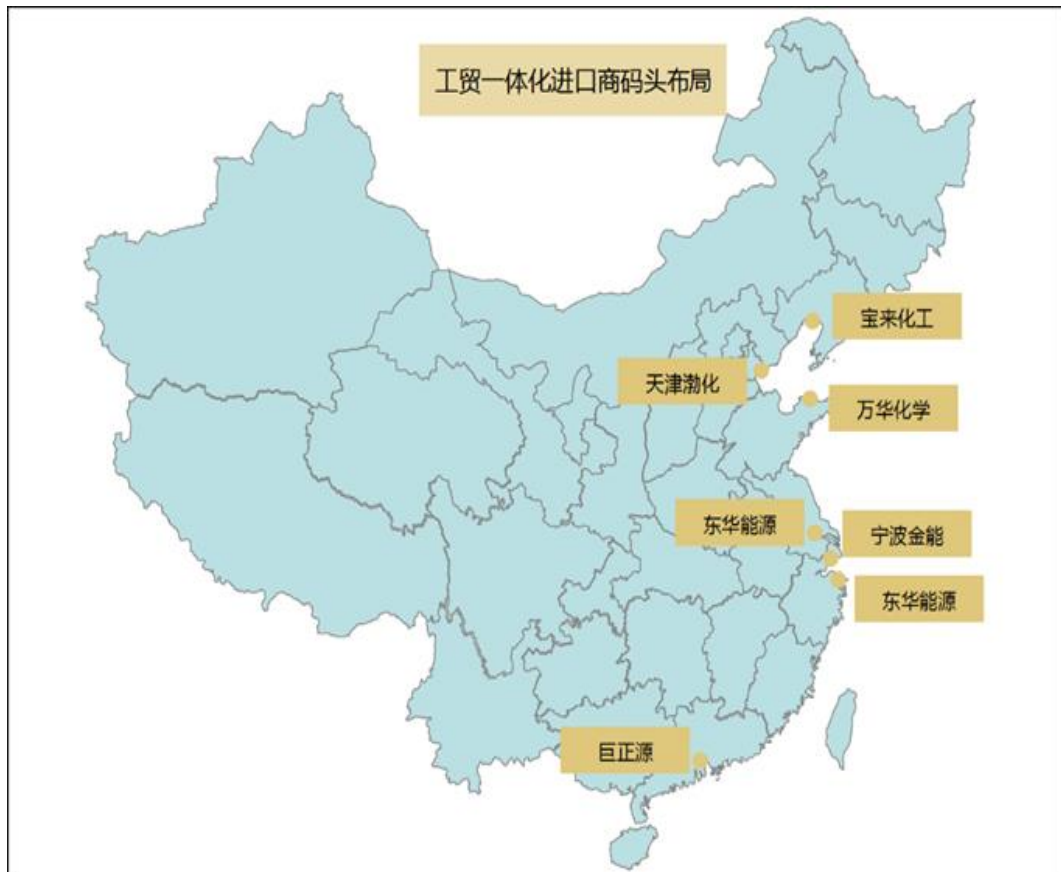 工贸一体化进口商码头布局
宝来化工
天津渤化
万华化学
东华能源
宁波金能
东华能源
巨正源